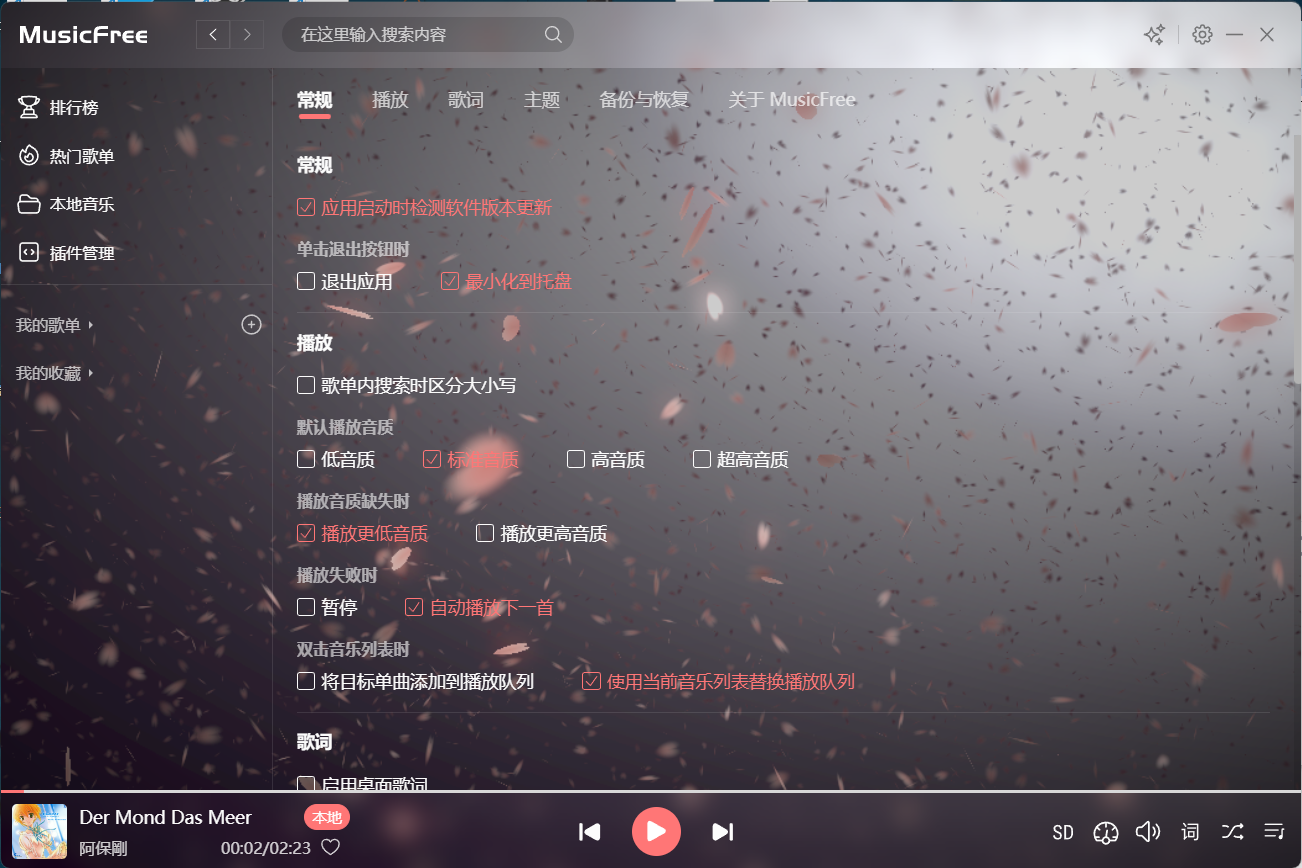 MusicFree
在这里输入搜索内容
排行榜
热门歌单
本地音乐
插件管理
我的歌单
我的收藏
常规 播放 歌词 主题 备份与恢复 关于 MusicFree
常规
应用启动时检测软件版本更新
单击退出按钮时
退出应用 最小化到托盘
播放
歌单内搜索时区分大小写
默认播放音质
低音质 标准音质 高音质 超高音质
播放音质缺失时
播放更低音质 播放更高音质
播放失败时
暂停 自动播放下一首
双击音乐列表时
将目标单曲添加到播放队列 使用当前音乐列表替换播放队列
歌词
启用桌面歌词
Der Mond Das Meer 本地
阿保剛 00:02/02:23
SD 词